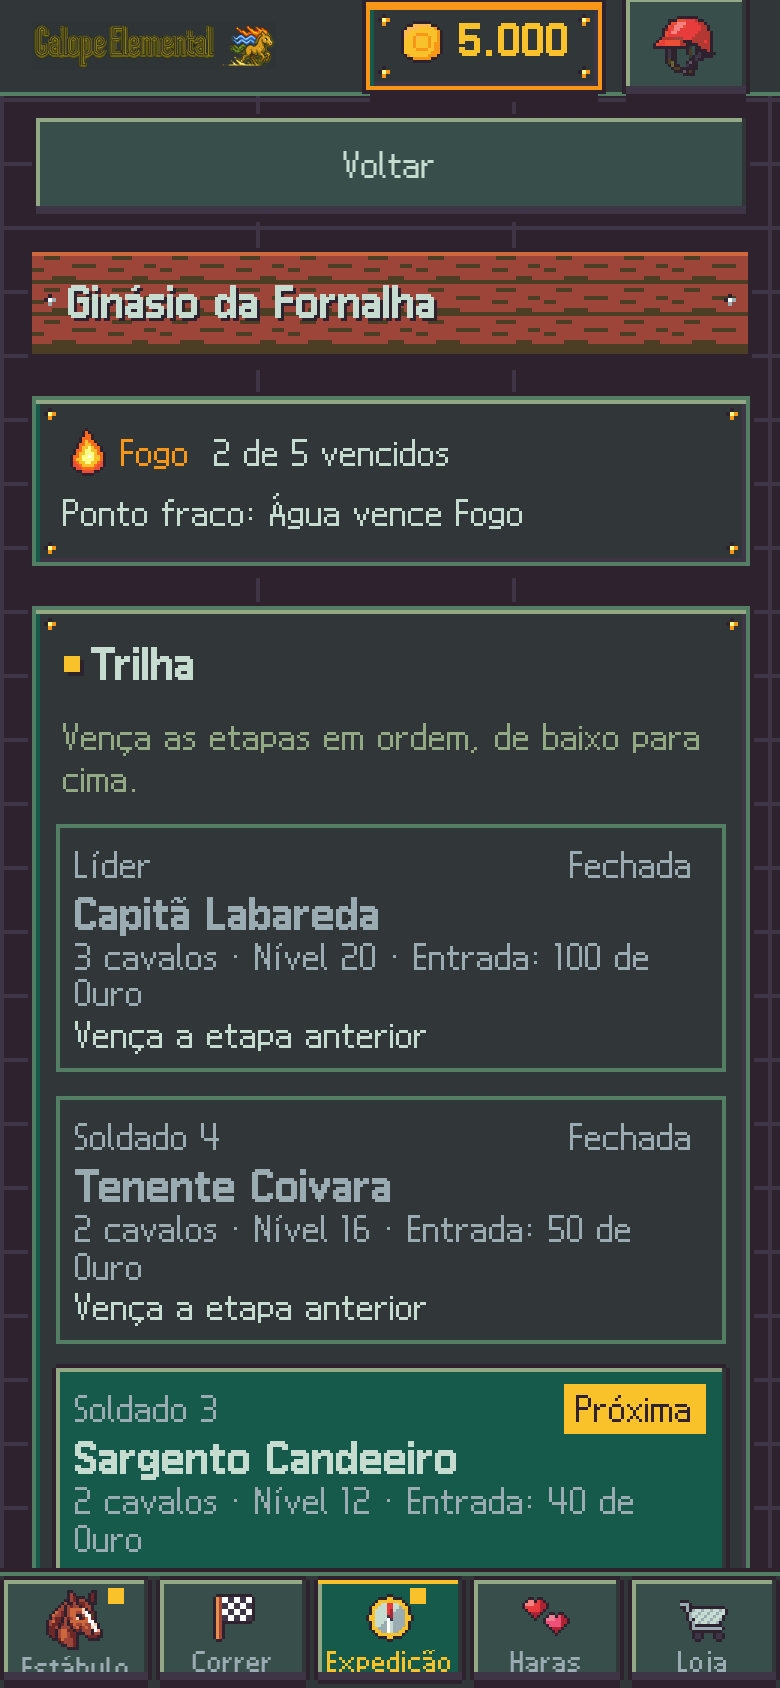 Galope Elemental
5.000
Voltar
Ginásio da Fornalha
Fogo 2 de 5 vencidos
Ponto fraco: Água vence Fogo
Trilha
Vença as etapas em ordem, de baixo para
cima.
Líder Fechada
Capitã Labareda
3 cavalos · Nível 20 · Entrada: 100 de
Ouro
Vença a etapa anterior
Soldado 4 Fechada
Tenente Coivara
2 cavalos · Nível 16 · Entrada: 50 de
Ouro
Vença a etapa anterior
Soldado 3 Próxima
Sargento Candeeiro
2 cavalos · Nível 12 · Entrada: 40 de
Ouro
Estábulo Correr Expedição Haras Loja